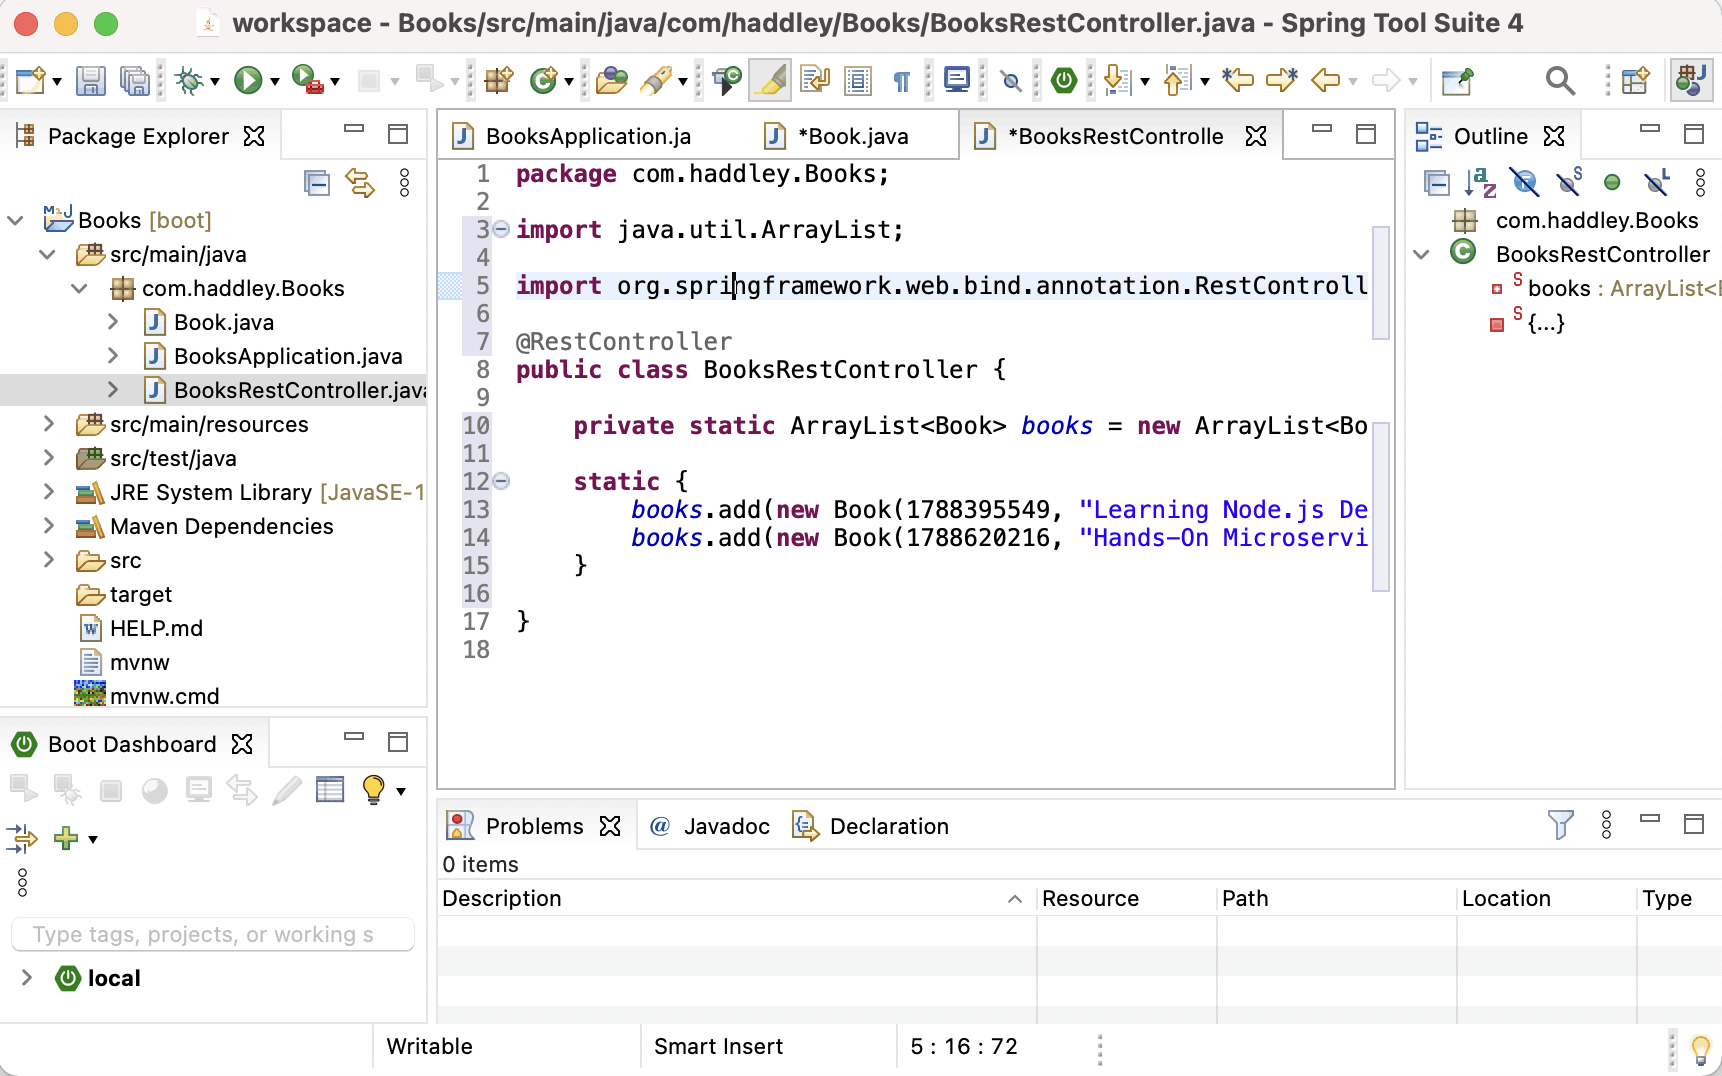 workspace - Books/src/main/java/com/haddley/Books/BooksRestController.java - Spring Tool Suite 4
Package Explorer
Books [boot]
src/main/java
com.haddley.Books
Book.java
BooksApplication.java
BooksRestController.java
src/main/resources
src/test/java
JRE System Library [JavaSE-1
Maven Dependencies
src
target
HELP.md
mvnw
mvnw.cmd
Boot Dashboard
Type tags, projects, or working s
local
BooksApplication.ja
*Book.java
*BooksRestControlle
1 package com.haddley.Books;
2
3 import java.util.ArrayList;
4
5 import org.springframework.web.bind.annotation.RestControll
6
7 @RestController
8 public class BooksRestController {
9
10 private static ArrayList<Book> books = new ArrayList<Bo
11
12 static {
13 books.add(new Book(1788395549, "Learning Node.js De
14 books.add(new Book(1788620216, "Hands-On Microservi
15 }
16
17 }
18
Outline
com.haddley.Books
BooksRestController
books : ArrayList<B
{...}
Problems
@ Javadoc
Declaration
0 items
Description Resource Path Location Type
Writable Smart Insert 5 : 16 : 72